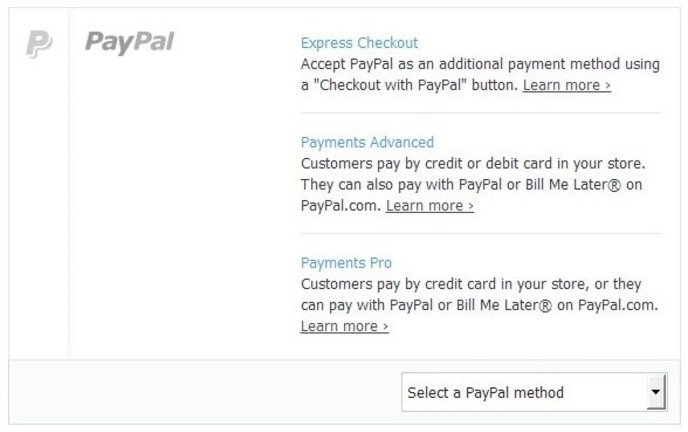 PayPal
Express Checkout
Accept PayPal as an additional payment method using
a "Checkout with PayPal" button. Learn more ›
Payments Advanced
Customers pay by credit or debit card in your store.
They can also pay with PayPal or Bill Me Later® on
PayPal.com. Learn more ›
Payments Pro
Customers pay by credit card in your store, or they
can pay with PayPal or Bill Me Later® on PayPal.com.
Learn more ›
Select a PayPal method